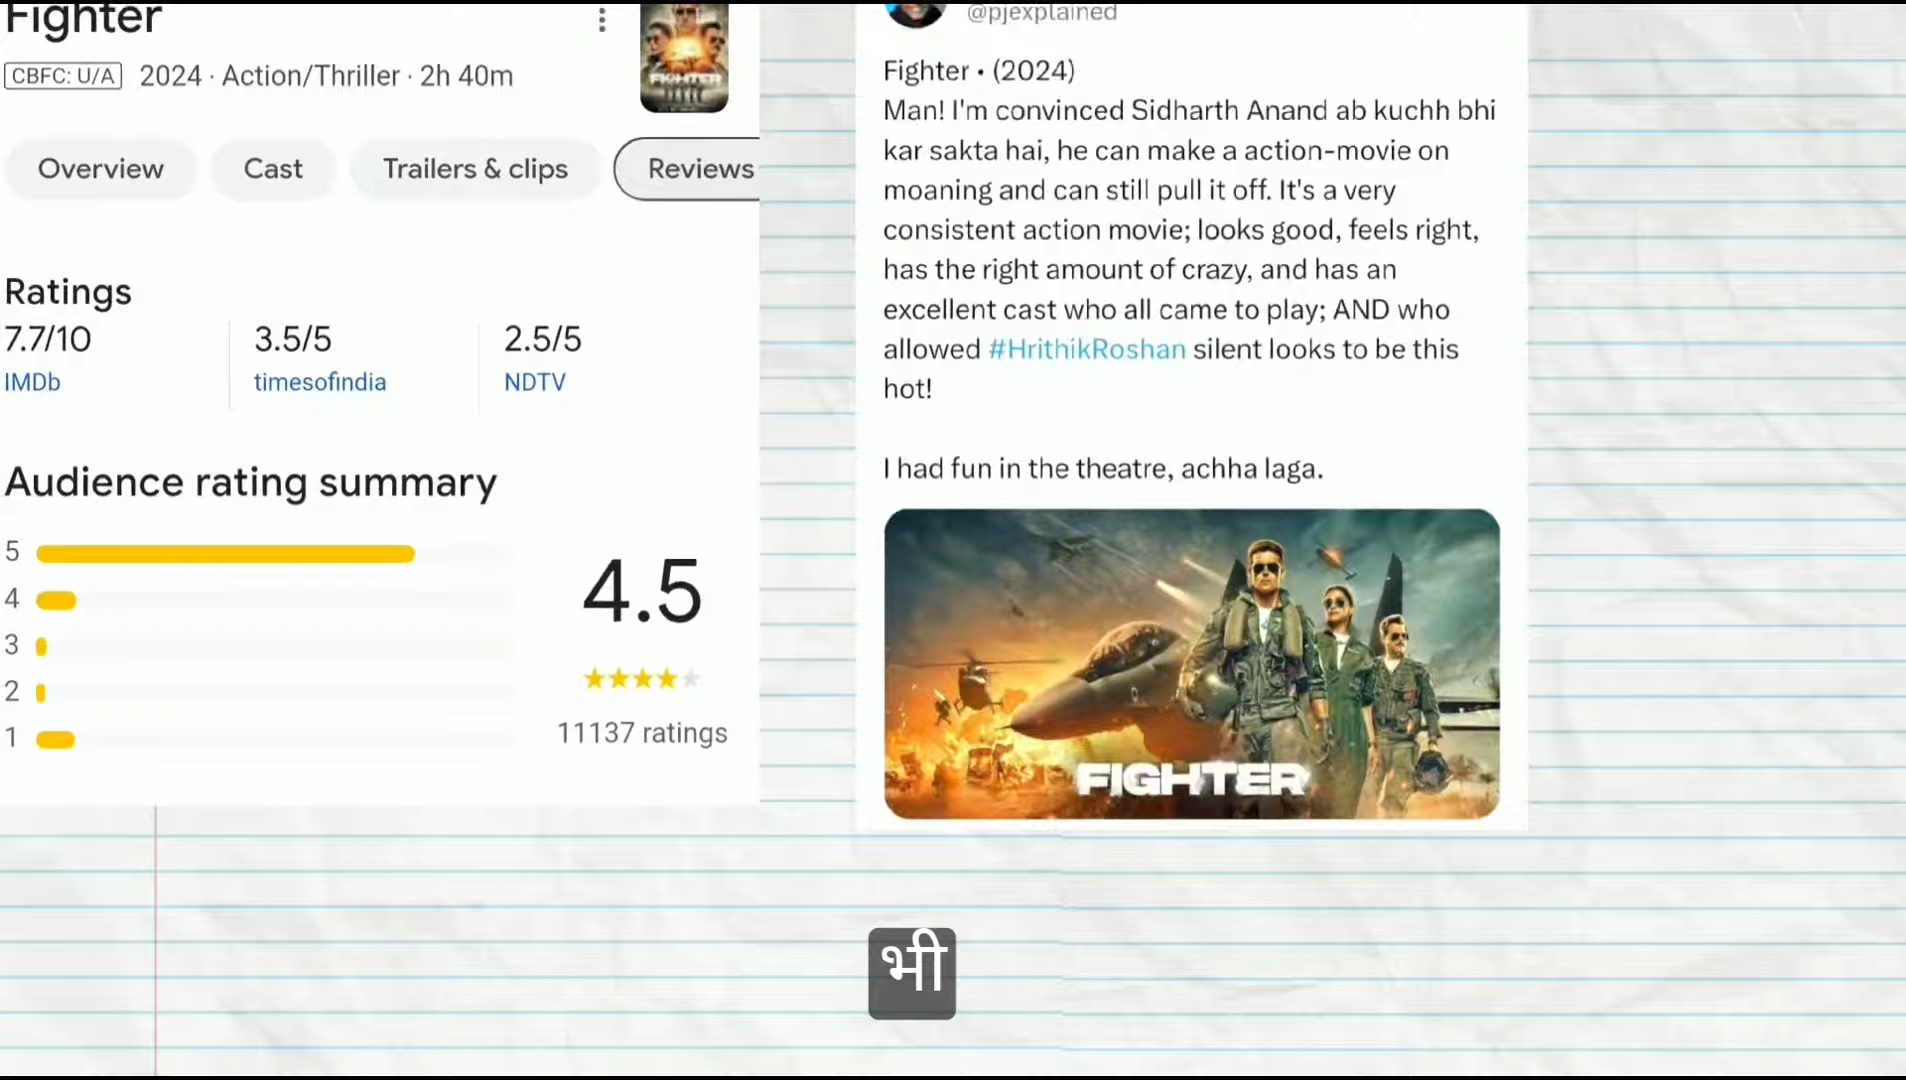 Fighter
CBFC: U/A 2024 · Action/Thriller · 2h 40m
FIGHTER
Overview Cast Trailers & clips Reviews
Ratings
7.7/10 3.5/5 2.5/5
IMDb timesofindia NDTV
Audience rating summary
5
4
3
2
1
4.5
11137 ratings
@pjexplained
Fighter • (2024)
Man! I'm convinced Sidharth Anand ab kuchh bhi
kar sakta hai, he can make a action-movie on
moaning and can still pull it off. It's a very
consistent action movie; looks good, feels right,
has the right amount of crazy, and has an
excellent cast who all came to play; AND who
allowed #HrithikRoshan silent looks to be this
hot!
I had fun in the theatre, achha laga.
FIGHTER
भी